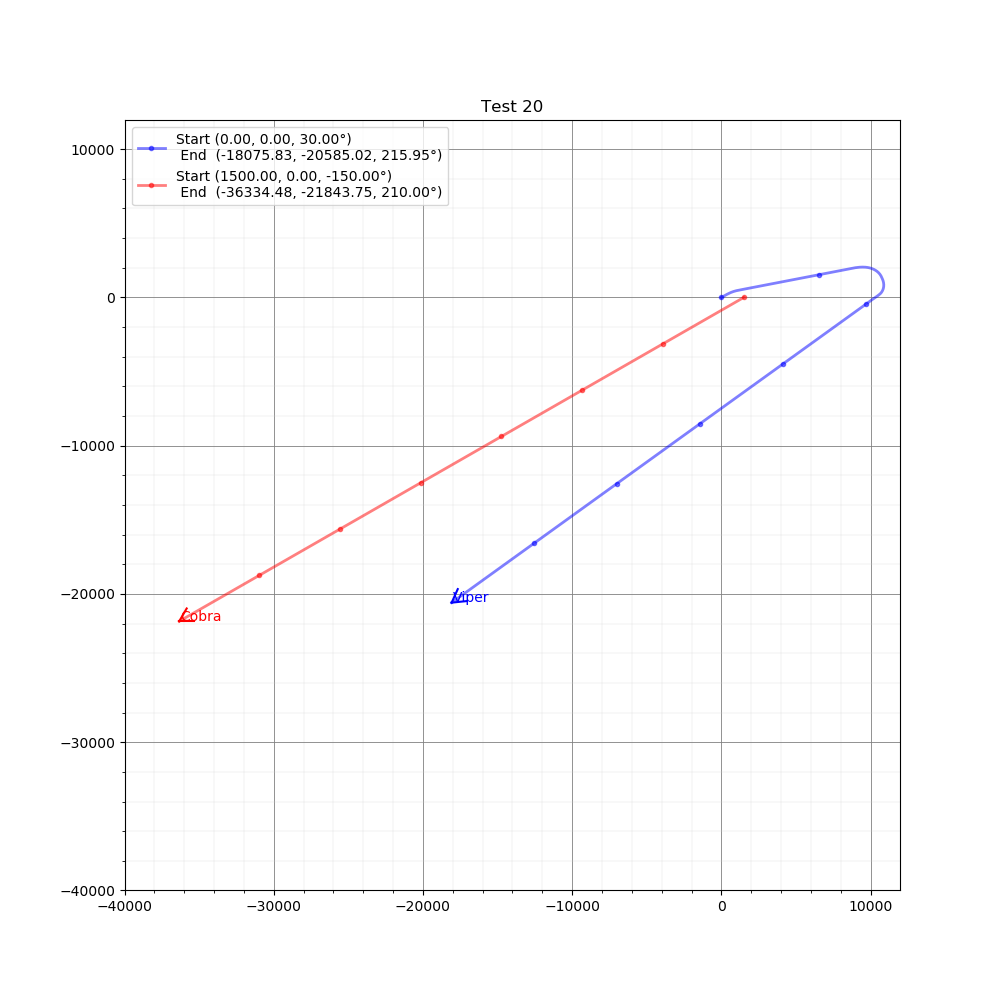 Test 20
Start (0.00, 0.00, 30.00°)
End (-18075.83, -20585.02, 215.95°)
Start (1500.00, 0.00, -150.00°)
End (-36334.48, -21843.75, 210.00°)
10000
0
−10000
−20000
−30000
−40000
Cobra
Viper
−40000 −30000 −20000 −10000 0 10000